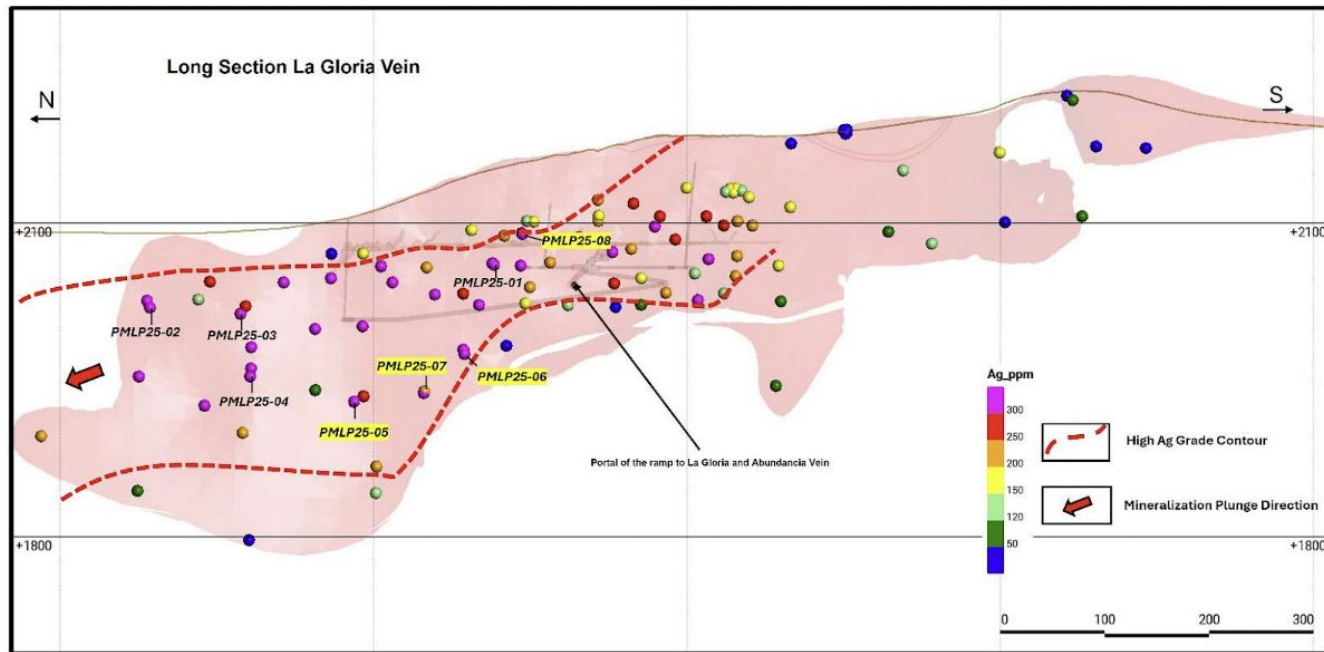 Long Section La Gloria Vein
N
S
+2100
+2100
PMLP25-08
PMLP25-01
PMLP25-02
PMLP25-03
PMLP25-07
PMLP25-06
PMLP25-04
PMLP25-05
Ag_ppm
300
250
200
150
120
50
High Ag Grade Contour
Mineralization Plunge Direction
Portal of the ramp to La Gloria and Abundancia Vein
+1800
+1800
0
100
200
300